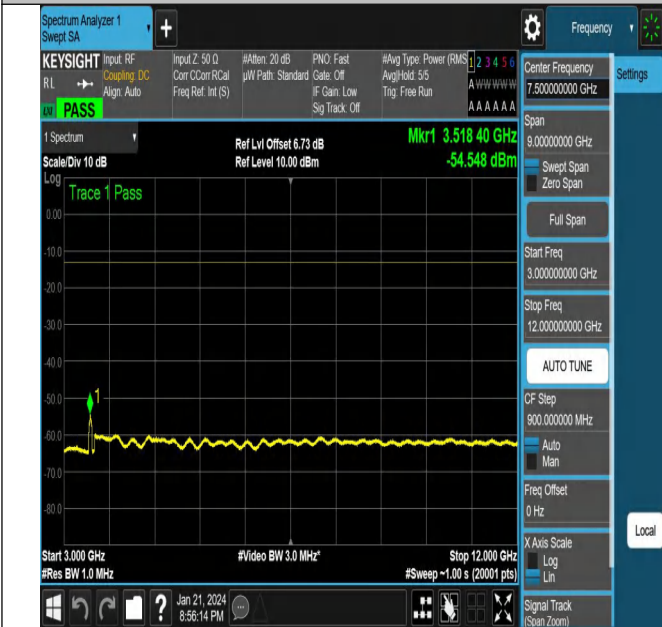 Spectrum Analyzer 1
Swept SA
+
Frequency
KEYSIGHT
Input: RF
Input Z: 50 Ω
#Atten: 20 dB
PNO: Fast
#Avg Type: Power (RMS
1 2 3 4 5 6
RL
Coupling: DC
Corr CCorr RCal
µW Path: Standard
Gate: Off
Avg|Hold: 5/5
A W W W W W
Align: Auto
Freq Ref: Int (S)
IF Gain: Low
Trig: Free Run
Sig Track: Off
A A A A A A
LXI
PASS
1 Spectrum
Ref Lvl Offset 6.73 dB
Mkr1 3.518 40 GHz
Scale/Div 10 dB
Ref Level 10.00 dBm
-54.548 dBm
Log
Trace 1 Pass
0.00
-10.0
-20.0
-30.0
-40.0
-50.0
1
-60.0
-70.0
-80.0
Start 3.000 GHz
#Video BW 3.0 MHz*
Stop 12.000 GHz
#Res BW 1.0 MHz
#Sweep ~1.00 s (20001 pts)
?
Jan 21, 2024
8:56:14 PM
Center Frequency
7.500000000 GHz
Settings
Span
9.00000000 GHz
Swept Span
Zero Span
Full Span
Start Freq
3.000000000 GHz
Stop Freq
12.000000000 GHz
AUTO TUNE
CF Step
900.000000 MHz
Auto
Man
Freq Offset
0 Hz
Local
X Axis Scale
Log
Lin
Signal Track
(Span Zoom)